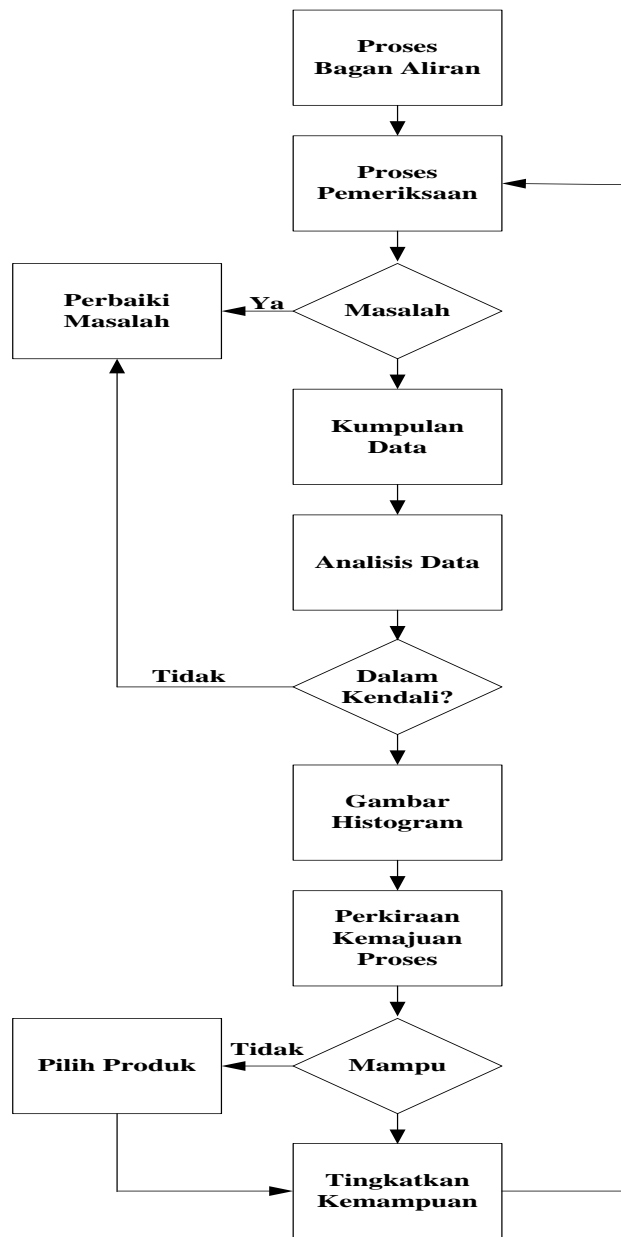 Proses
Bagan Aliran
Proses
Pemeriksaan
Perbaiki
Masalah
Ya
Masalah
Kumpulan
Data
Analisis Data
Tidak
Dalam
Kendali?
Gambar
Histogram
Perkiraan
Kemajuan
Proses
Pilih Produk
Tidak
Mampu
Tingkatkan
Kemampuan